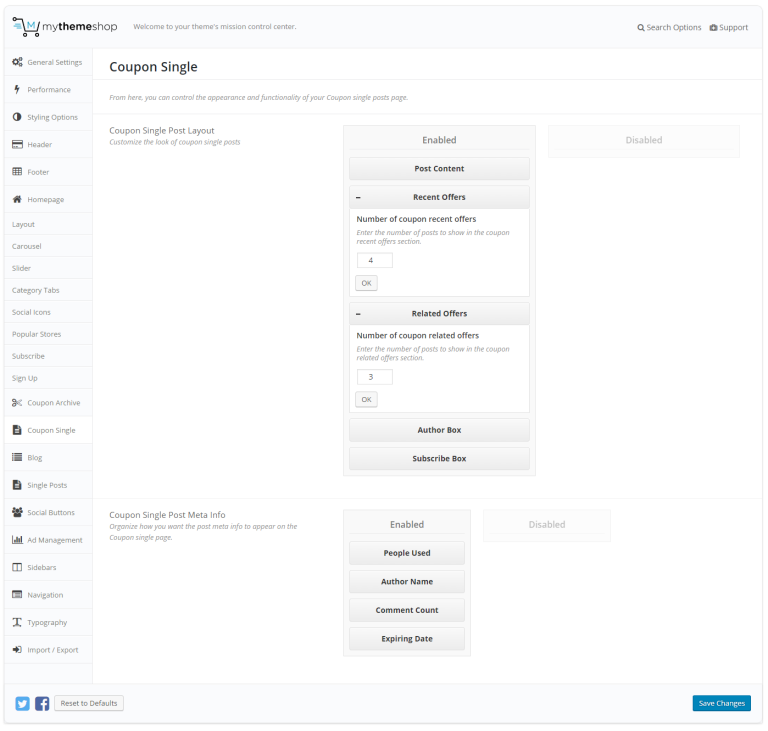 M mythemeshop
Welcome to your theme's mission control center.
Search Options
Support
General Settings
Performance
Styling Options
Header
Footer
Homepage
Layout
Carousel
Slider
Category Tabs
Social Icons
Popular Stores
Subscribe
Sign Up
Coupon Archive
Coupon Single
Blog
Single Posts
Social Buttons
Ad Management
Sidebars
Navigation
Typography
Import / Export
Coupon Single
From here, you can control the appearance and functionality of your Coupon single posts page.
Coupon Single Post Layout
Customize the look of coupon single posts
Enabled
Post Content
Recent Offers
Number of coupon recent offers
Enter the number of posts to show in the coupon
recent offers section.
4
OK
Related Offers
Number of coupon related offers
Enter the number of posts to show in the coupon
related offers section.
3
OK
Author Box
Subscribe Box
Disabled
Coupon Single Post Meta Info
Organize how you want the post meta info to appear on the
Coupon single page.
Enabled
People Used
Author Name
Comment Count
Expiring Date
Disabled
Reset to Defaults
Save Changes